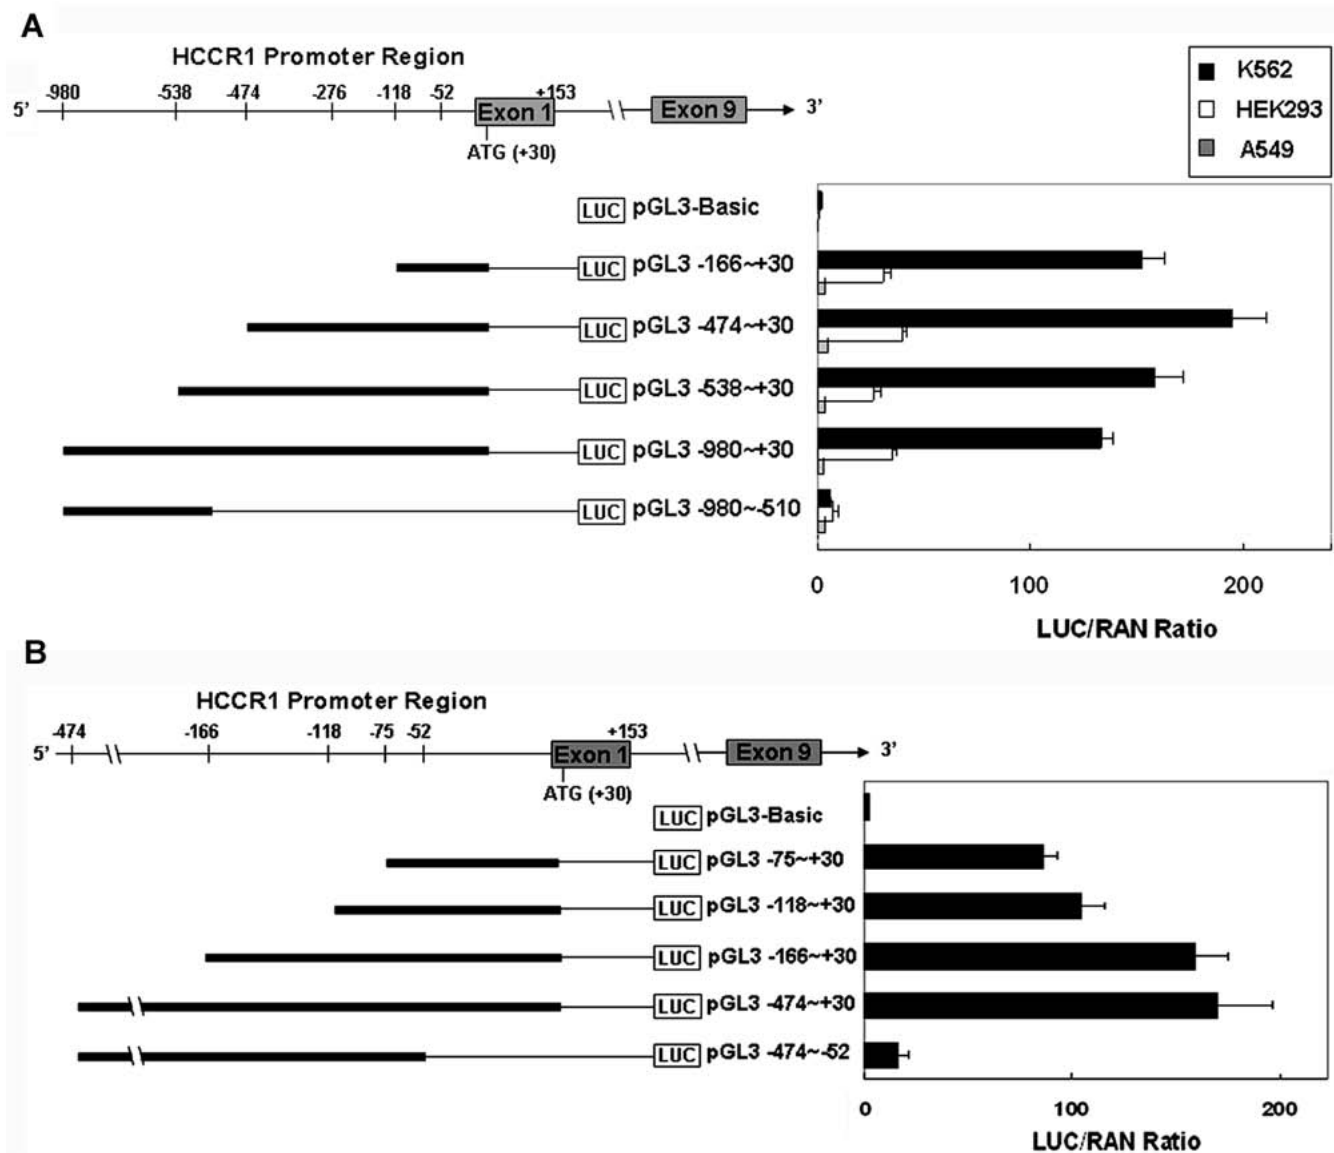 A
HCCR1 Promoter Region
-980 -538 -474 -276 -118 -52 +153
5’ Exon 1 Exon 9 3’
ATG (+30)
K562
HEK293
A549
LUC pGL3-Basic
LUC pGL3 -166~+30
LUC pGL3 -474~+30
LUC pGL3 -538~+30
LUC pGL3 -980~+30
LUC pGL3 -980~-510
0 100 200
LUC/RAN Ratio
B
HCCR1 Promoter Region
-474 -166 -118 -75 -52 +153
5’ Exon 1 Exon 9 3’
ATG (+30)
LUC pGL3-Basic
LUC pGL3 -75~+30
LUC pGL3 -118~+30
LUC pGL3 -166~+30
LUC pGL3 -474~+30
LUC pGL3 -474~-52
0 100 200
LUC/RAN Ratio